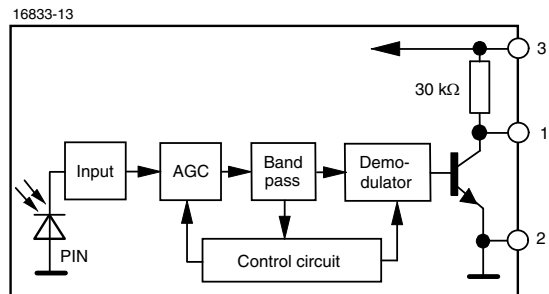 16833-13
3
30 kΩ
1
Input
AGC
Band
pass
Demo-
dulator
PIN
Control circuit
2